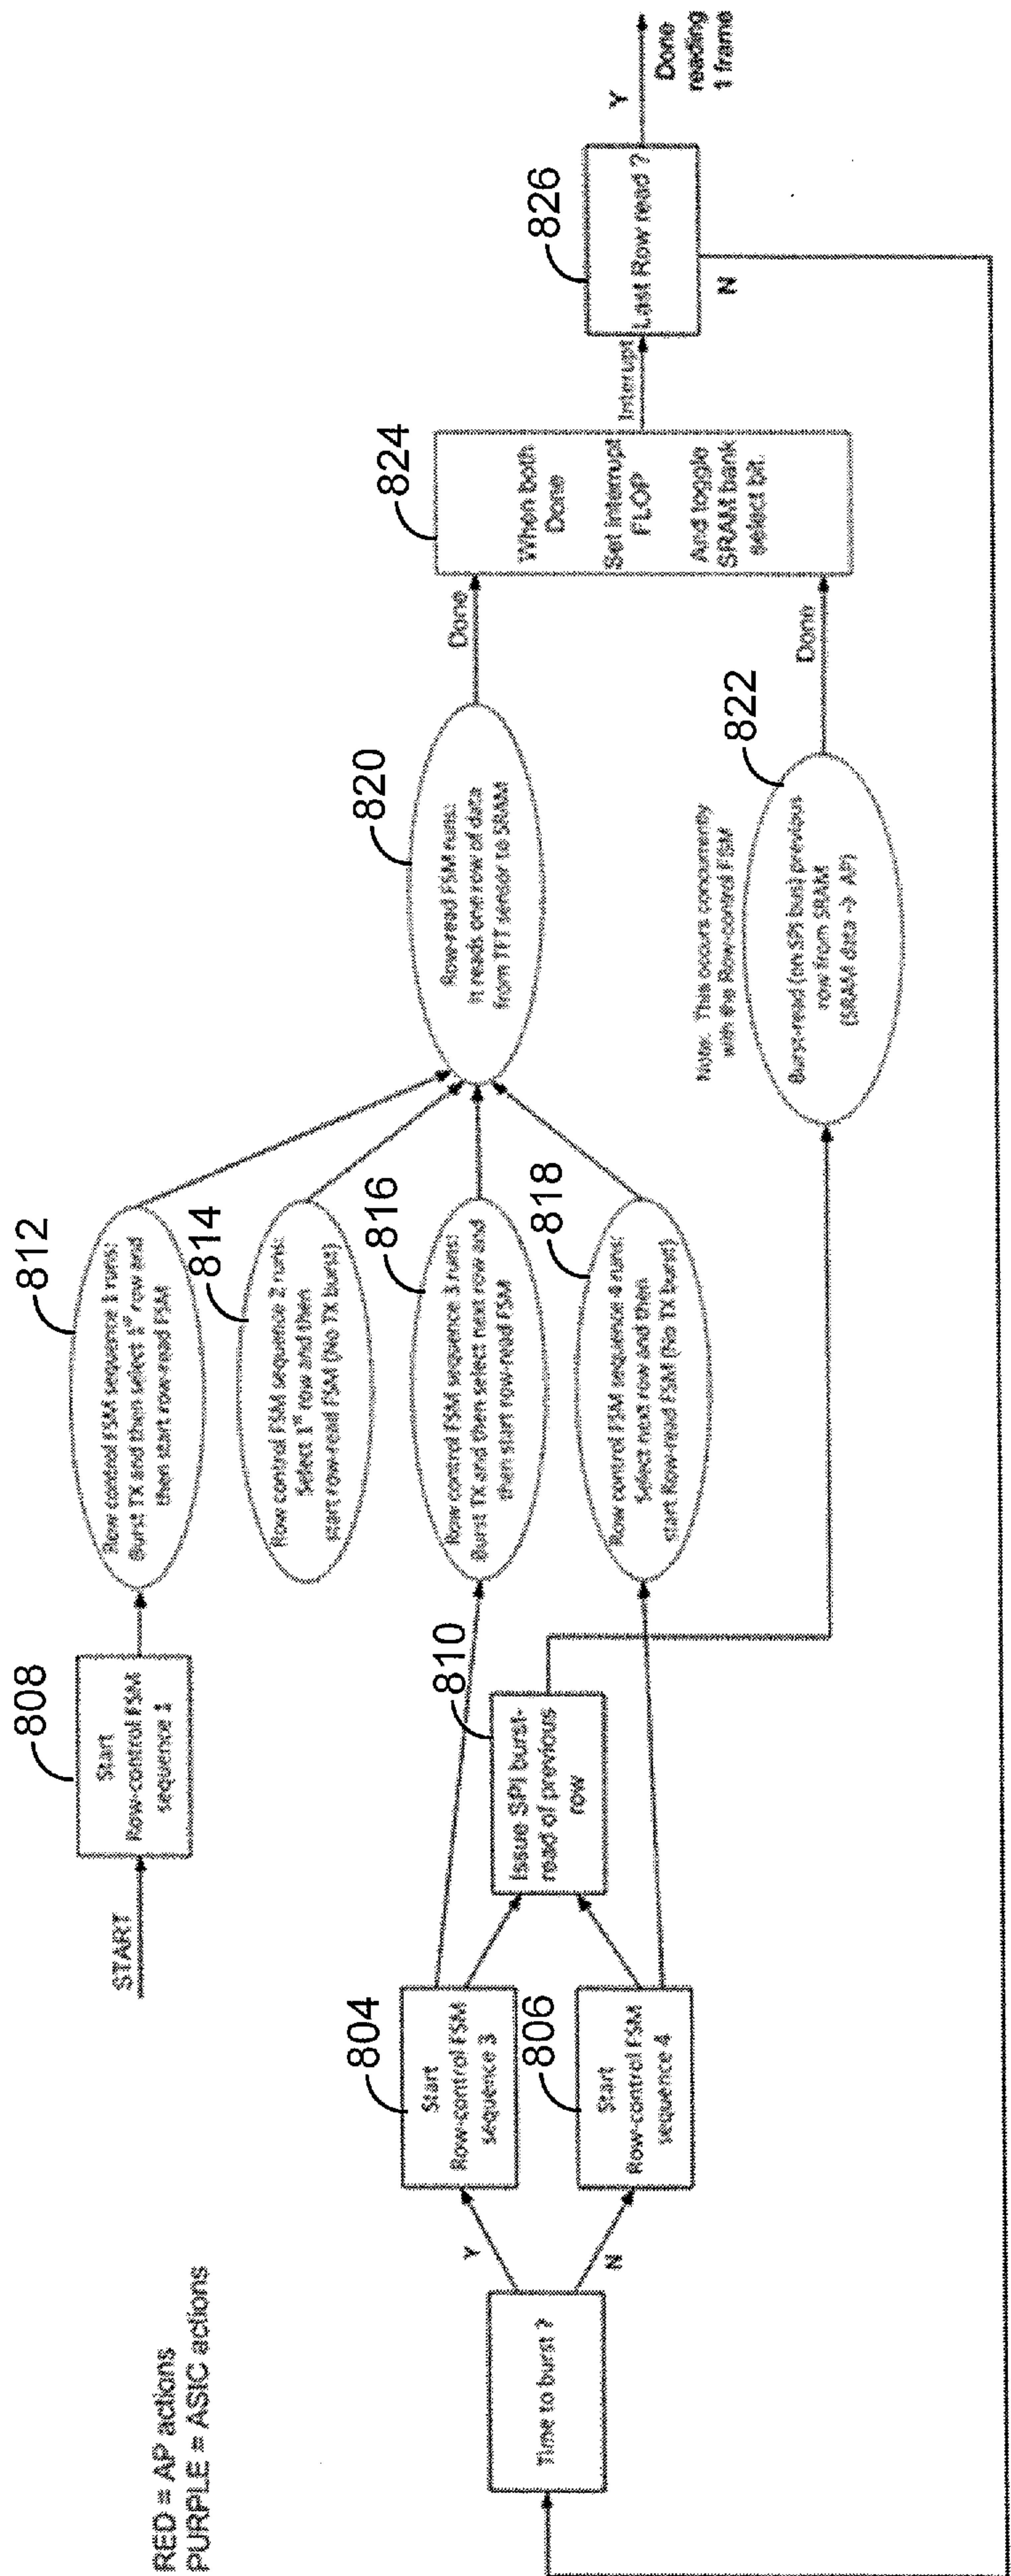 RED = AP actions
PURPLE = ASIC actions
START
808
Start
Row-control FSM
sequence 1
812
Row control FSM sequence 1 runs:
Burst TX and then select 1st row and
then start row-read FSM
814
Row control FSM sequence 2 runs:
Select 1st row and then
start row-read FSM (No TX burst)
Time to burst ?
Y
N
804
Start
Row-control FSM
sequence 3
806
Start
Row-control FSM
sequence 4
810
Issue SPI burst-
read of previous
row
816
Row control FSM sequence 3 runs:
Burst TX and then select next row and
then start row-read FSM
818
Row control FSM sequence 4 runs:
Select next row and then
start Row-read FSM (No TX burst)
820
Row-read FSM runs:
It reads one row of data
from TFT sensor to SRAM
Note: This occurs concurrently
with the Row-control FSM
822
Burst-read (on SPI bus) previous
row from SRAM
(SRAM data → AP)
Done
Done
824
When both
Done
Set interrupt
FLOP
And toggle
SRAM bank
select bit.
Interupt
826
Last Row read ?
Y
N
Done
reading
1 frame